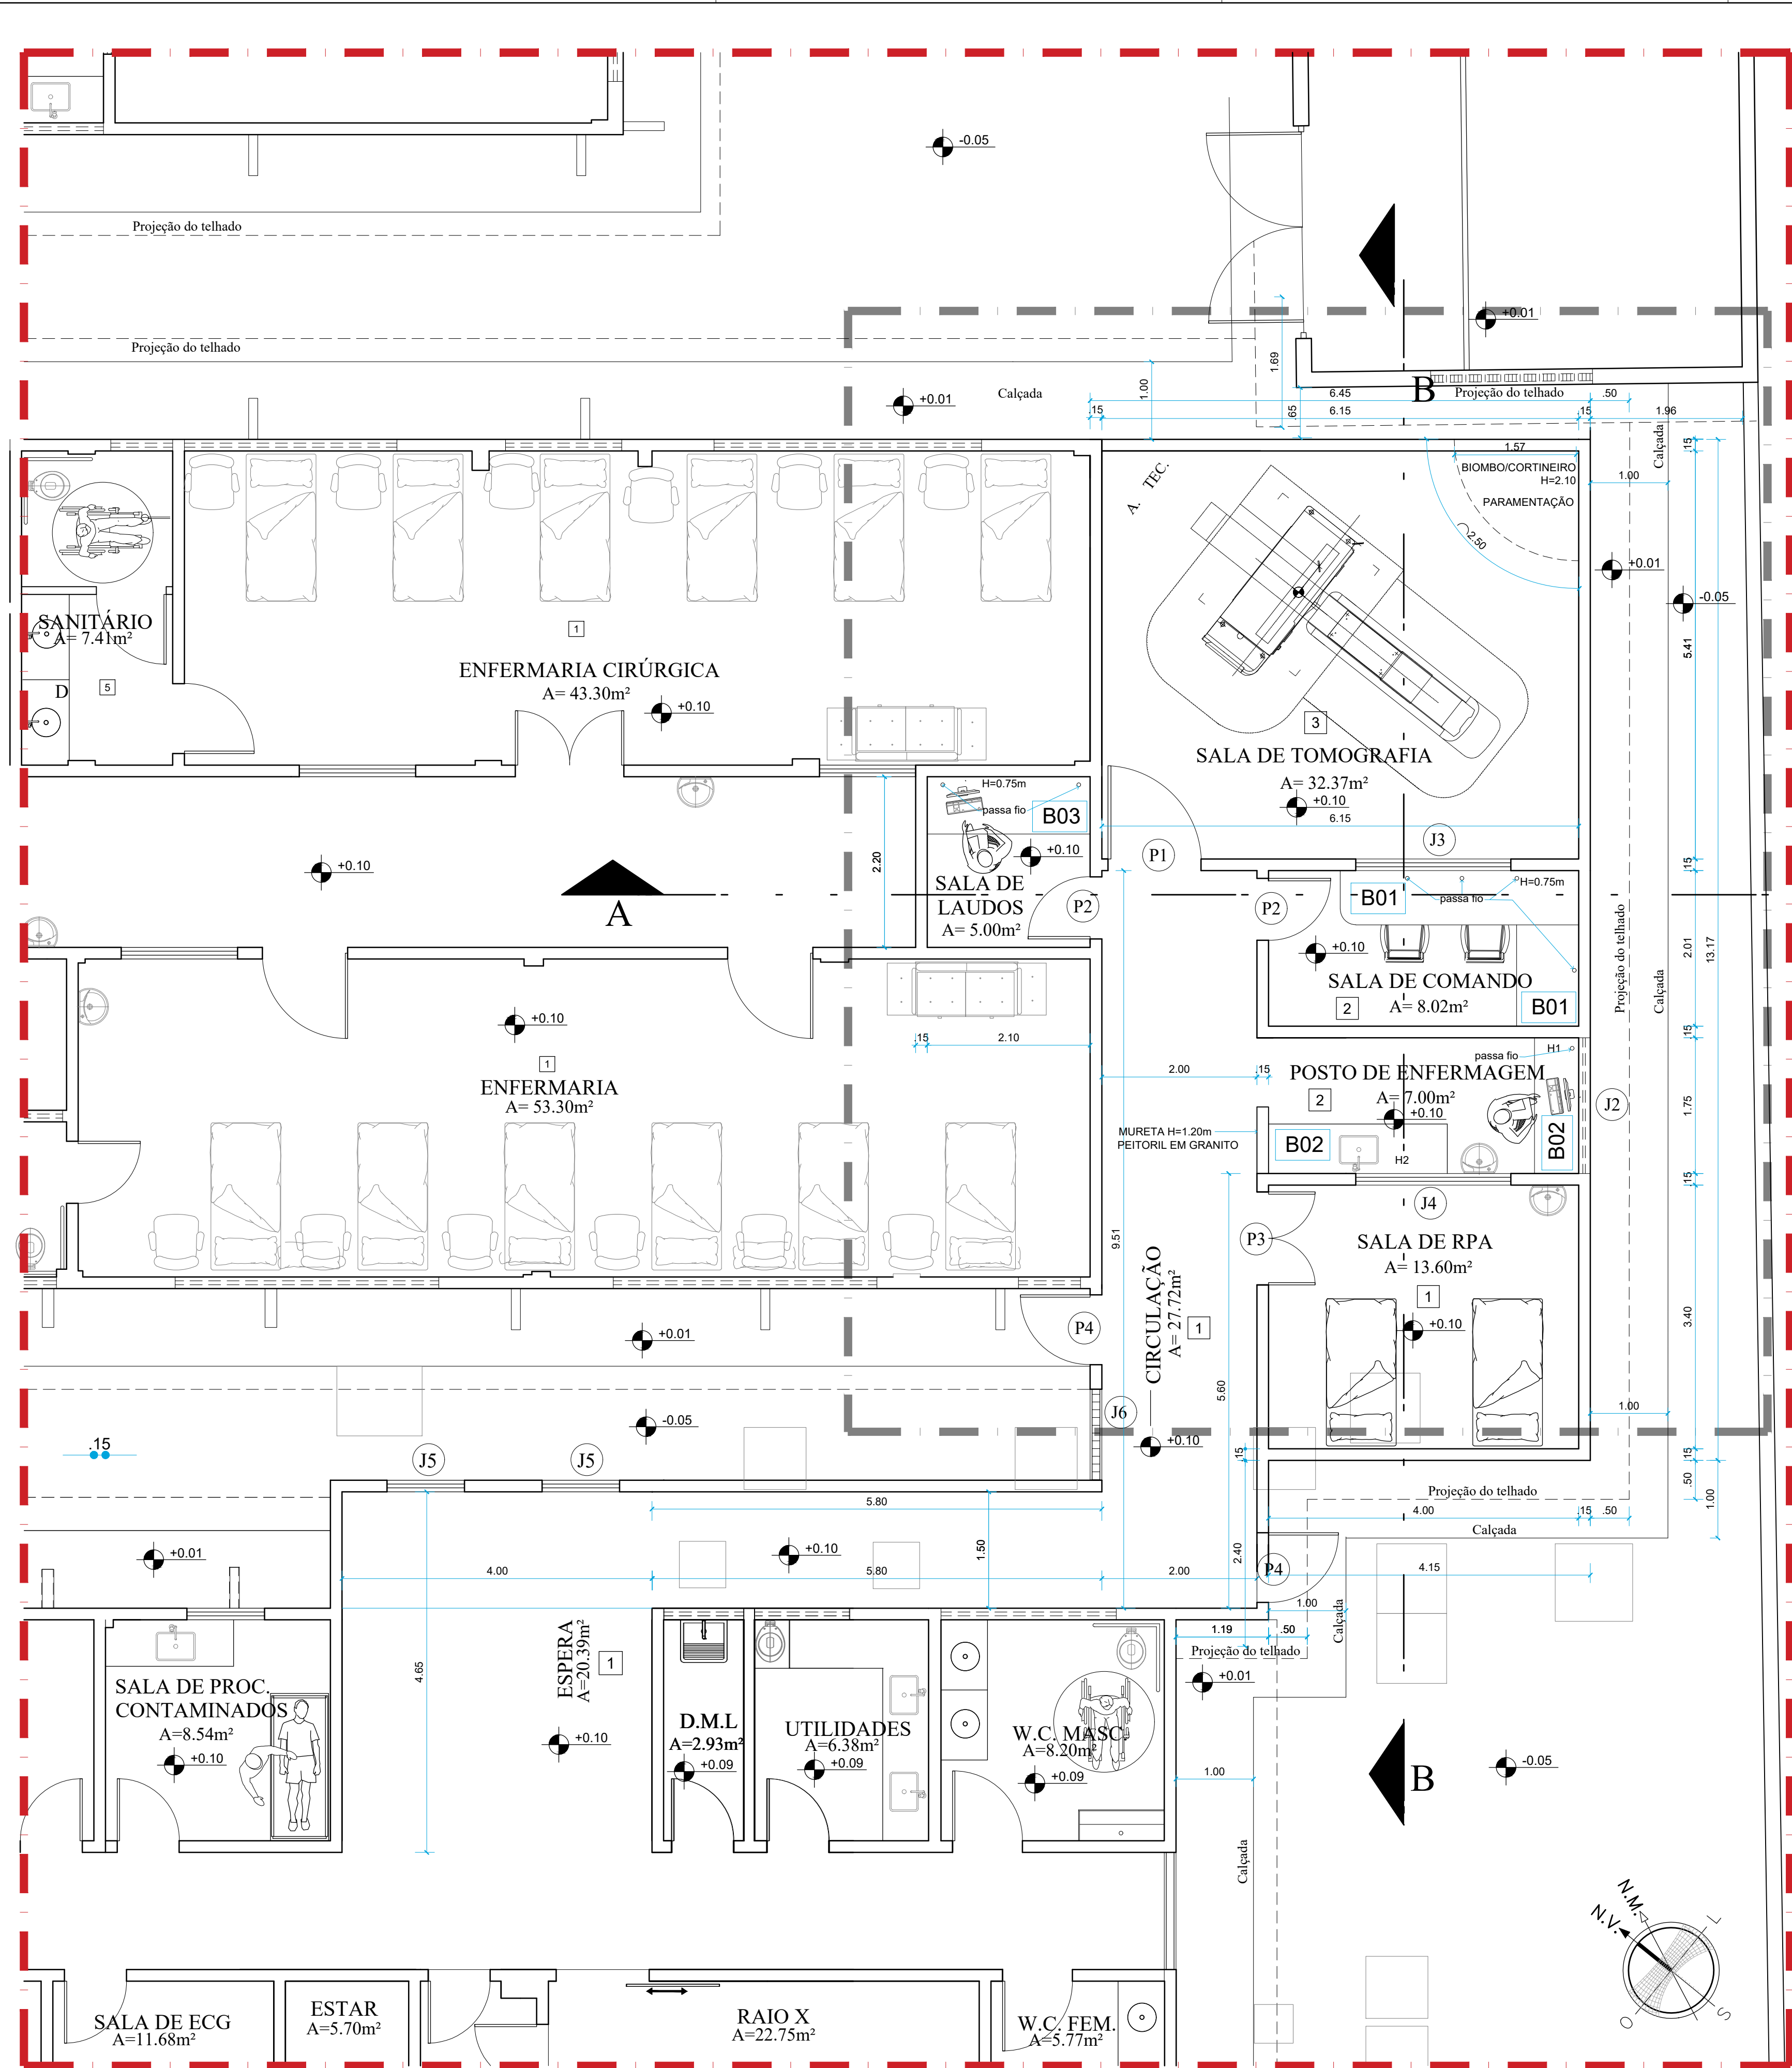 -0.05
Projeção do telhado
+0.01
Projeção do telhado
1.69
1.00
Calçada
+0.01
.65
B
Projeção do telhado
6.45
.50
.15
6.15
.15
1.96
Calçada
.15
1.57
BIOMBO/CORTINEIRO
H=2.10
PARAMENTAÇÃO
1.00
A. TEC.
2.50
+0.01
-0.05
5.41
SANITÁRIO
A= 7.41m²
D
5
1
ENFERMARIA CIRÚRGICA
A= 43.30m²
+0.10
3
SALA DE TOMOGRAFIA
A= 32.37m²
+0.10
6.15
H=0.75m
passa fio
B03
+0.10
SALA DE
LAUDOS
A= 5.00m²
2.20
+0.10
A
P1
P2
P2
J3
.15
B01
H=0.75m
passa fio
+0.10
SALA DE COMANDO
2
A= 8.02m²
B01
2.01
13.17
Projeção do telhado
Calçada
+0.10
1
ENFERMARIA
A= 53.30m²
.15
2.10
2.00
.15
.15
passa fio
H1
POSTO DE ENFERMAGEM
2
A= 7.00m²
+0.10
J2
1.75
MURETA H=1.20m
PEITORIL EM GRANITO
B02
H2
B02
.15
J4
P3
SALA DE RPA
A= 13.60m²
1
+0.10
9.51
CIRCULAÇÃO
A= 27.72m²
1
P4
+0.01
3.40
5.60
1.00
J6
+0.10
-0.05
.15
J5
J5
.15
.15
.50
1.00
Projeção do telhado
4.00
.15
.50
Calçada
5.80
1.50
+0.10
+0.01
4.00
5.80
2.00
2.40
P4
4.15
1.00
Calçada
1.19
.50
Projeção do telhado
+0.01
4.65
ESPERA
A=20.39m²
1
+0.10
SALA DE PROC.
CONTAMINADOS
A=8.54m²
+0.10
D.M.L
A=2.93m²
+0.09
UTILIDADES
A=6.38m²
+0.09
W.C. MASC.
A=8.20m²
+0.09
1.00
B
-0.05
Calçada
N.M.
N.V.
L
O
S
SALA DE ECG
A=11.68m²
ESTAR
A=5.70m²
RAIO X
A=22.75m²
W.C. FEM.
A=5.77m²